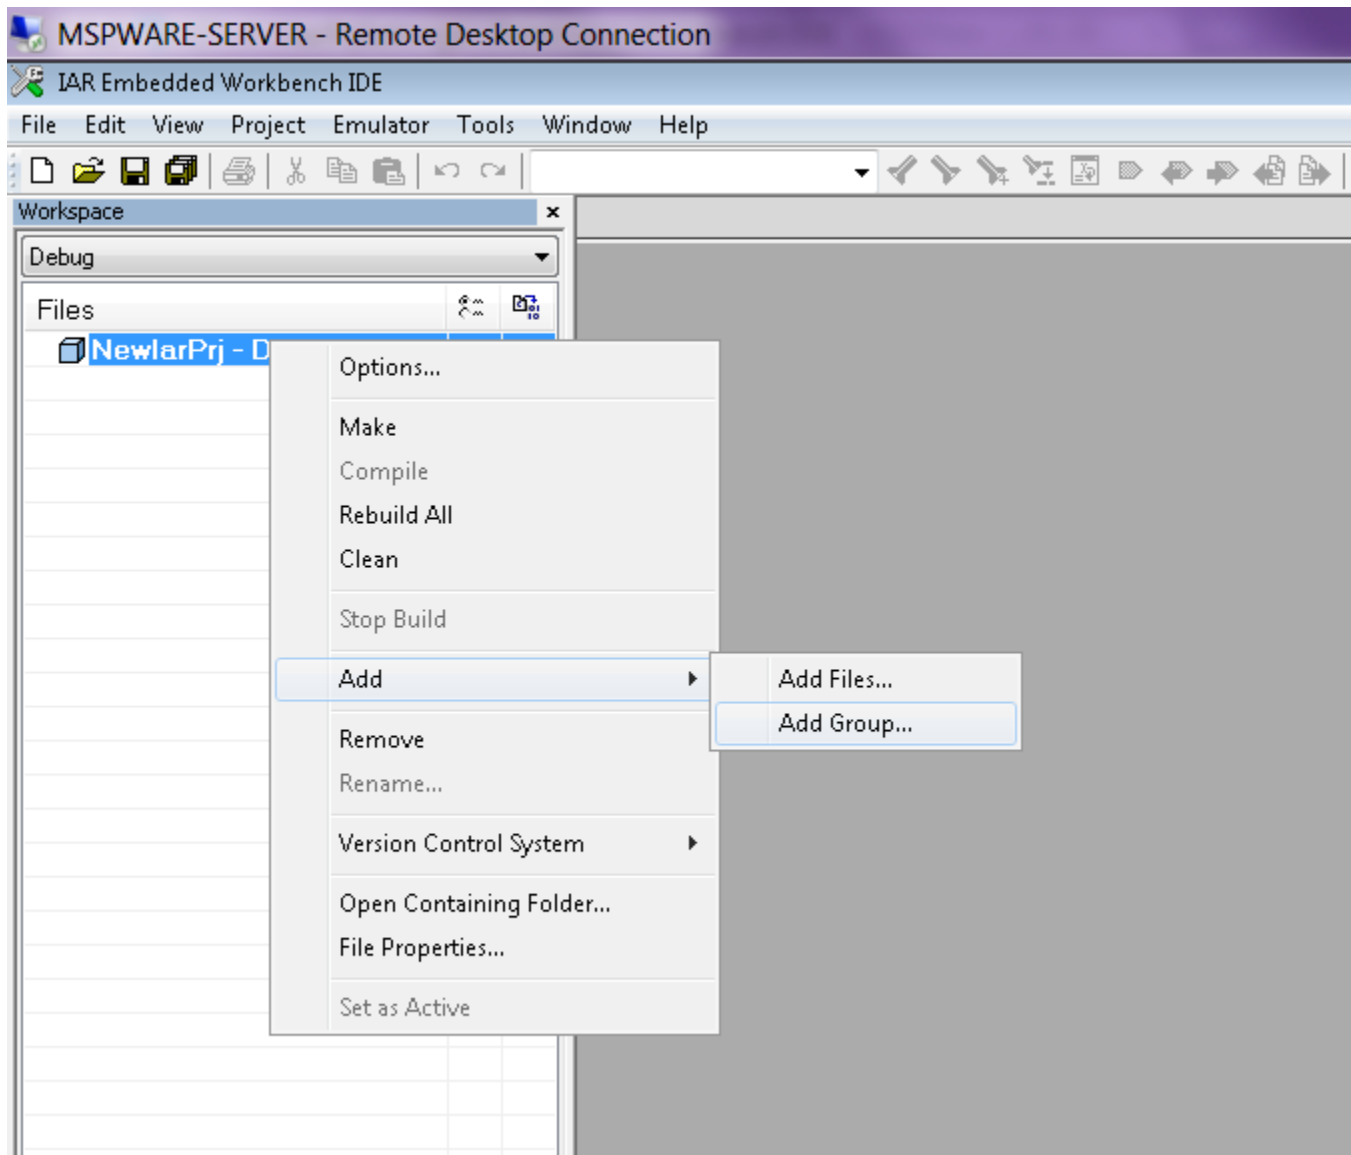 MSPWARE-SERVER - Remote Desktop Connection
IAR Embedded Workbench IDE
File Edit View Project Emulator Tools Window Help
Workspace
Debug
Files
NewIarPrj - D
Options...
Make
Compile
Rebuild All
Clean
Stop Build
Add
Add Files...
Add Group...
Remove
Rename...
Version Control System
Open Containing Folder...
File Properties...
Set as Active